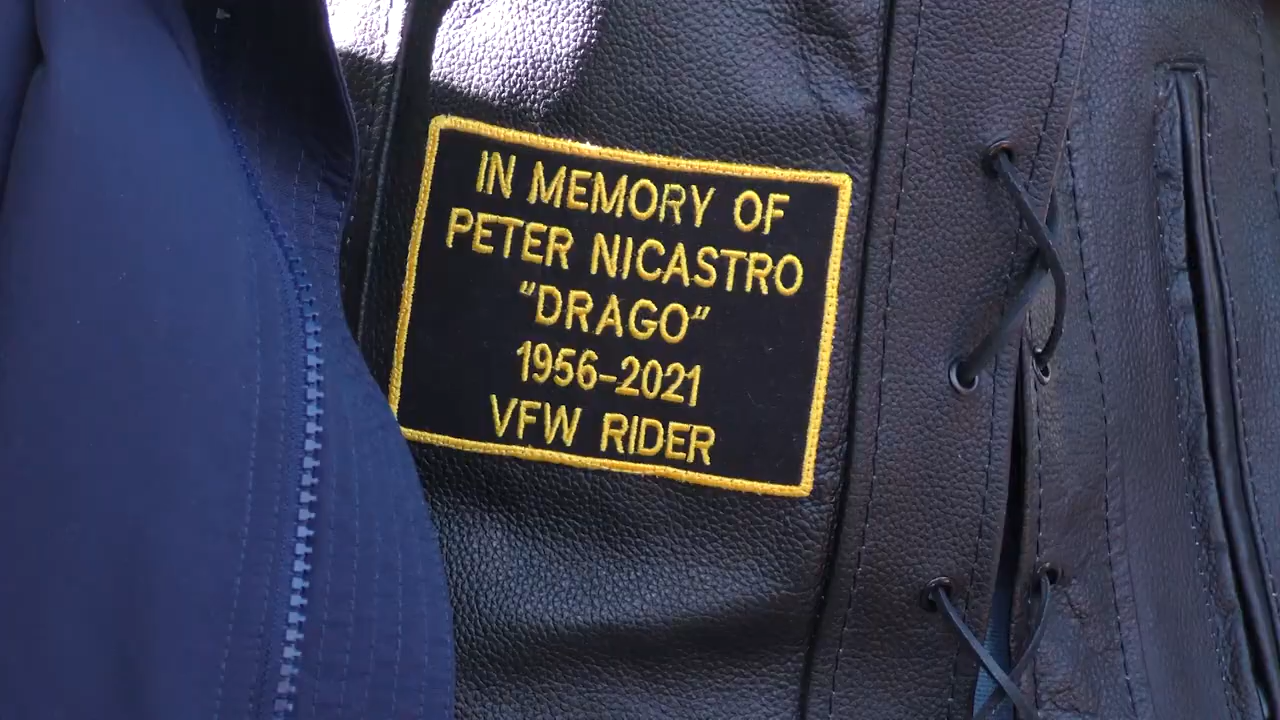 IN MEMORY OF
PETER NICASTRO
"DRAGO"
1956-2021
VFW RIDER